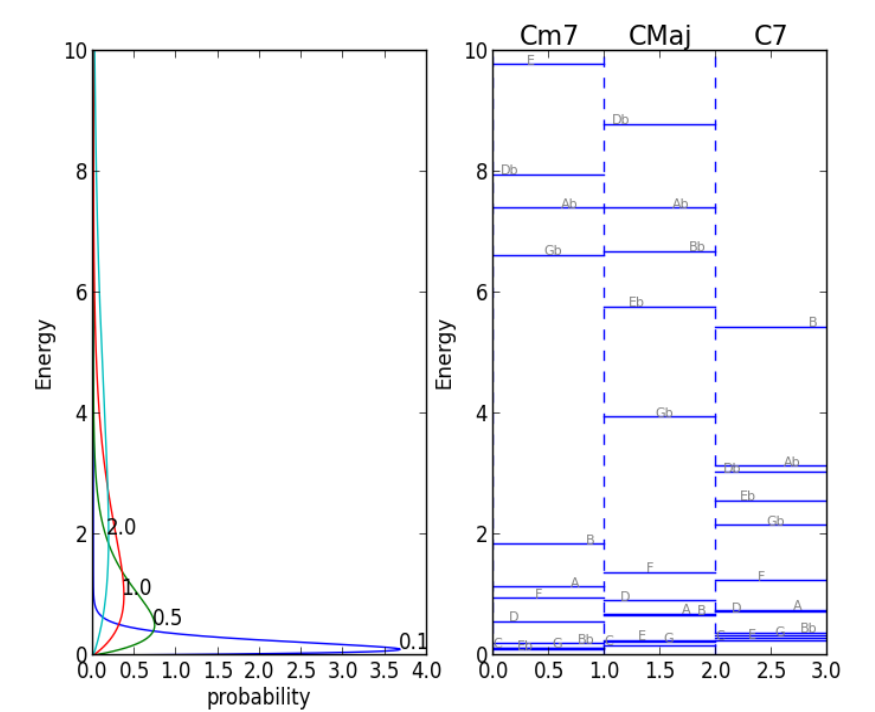 Cm7 CMaj C7
10
8
6
4
2
0
Energy
2.0
1.0
0.5
0.1
0.0 0.5 1.0 1.5 2.0 2.5 3.0 3.5 4.0
probability
10
8
6
4
2
0
Energy
E
Db
Ab
Gb
B
A
F
D
C Eb G Bb
Db
Ab
Bb
Eb
Gb
F
D
A B
C E G
B
Ab
Db
Eb
Gb
F
D A
C E G Bb
0.0 0.5 1.0 1.5 2.0 2.5 3.0